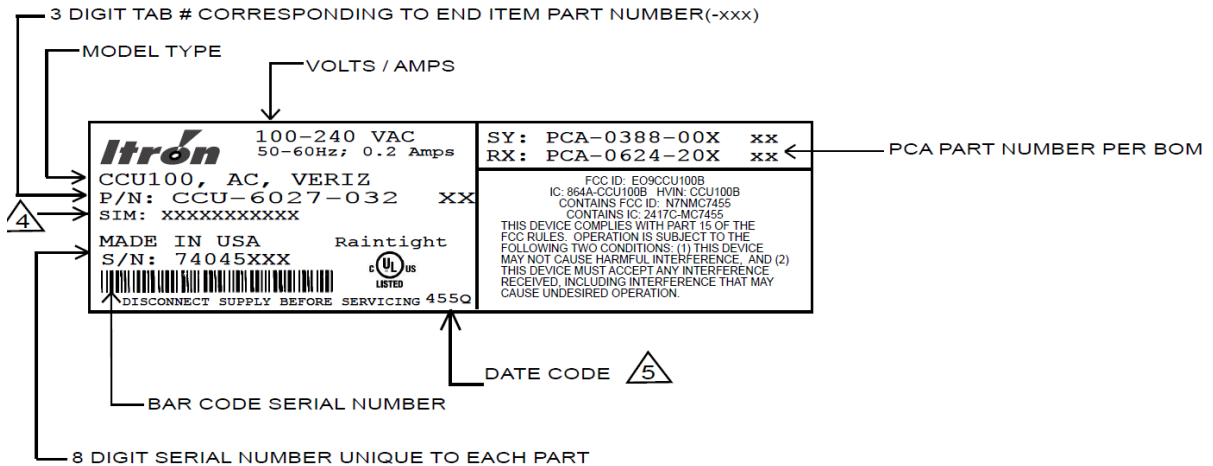 3 DIGIT TAB # CORRESPONDING TO END ITEM PART NUMBER(-xxx)
MODEL TYPE
VOLTS / AMPS
Itron
100-240 VAC
50-60Hz; 0.2 Amps
CCU100, AC, VERIZ
P/N: CCU-6027-032 XX
4
SIM: XXXXXXXXXXX
MADE IN USA Raintight
S/N: 74045XXX
C UL US
LISTED
DISCONNECT SUPPLY BEFORE SERVICING 455Q
SY: PCA-0388-00X xx
RX: PCA-0624-20X xx
PCA PART NUMBER PER BOM
FCC ID: EO9CCU100B
IC: 864A-CCU100B HVIN: CCU100B
CONTAINS FCC ID: N7NMC7455
CONTAINS IC: 2417C-MC7455
THIS DEVICE COMPLIES WITH PART 15 OF THE
FCC RULES. OPERATION IS SUBJECT TO THE
FOLLOWING TWO CONDITIONS: (1) THIS DEVICE
MAY NOT CAUSE HARMFUL INTERFERENCE, AND (2)
THIS DEVICE MUST ACCEPT ANY INTERFERENCE
RECEIVED, INCLUDING INTERFERENCE THAT MAY
CAUSE UNDESIRED OPERATION.
DATE CODE 5
BAR CODE SERIAL NUMBER
8 DIGIT SERIAL NUMBER UNIQUE TO EACH PART